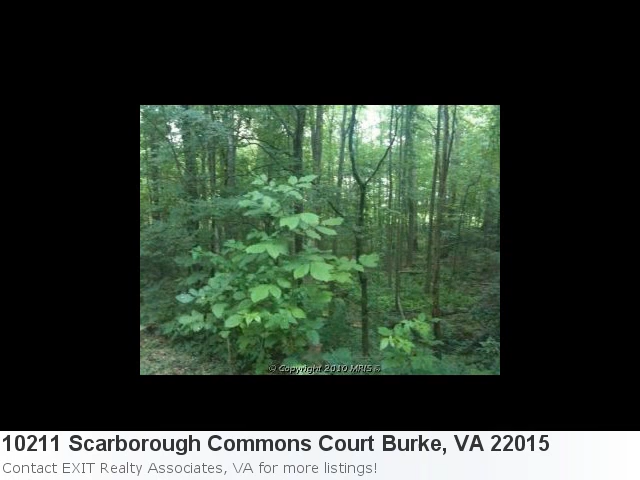 © Copyright 2010 MRIS ®
10211 Scarborough Commons Court Burke, VA 22015
Contact EXIT Realty Associates, VA for more listings!